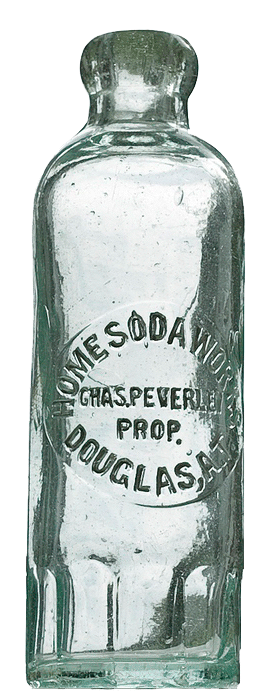 HOME SODA WORKS
CHAS. PEVERLEY
PROP.
DOUGLAS, A.T.